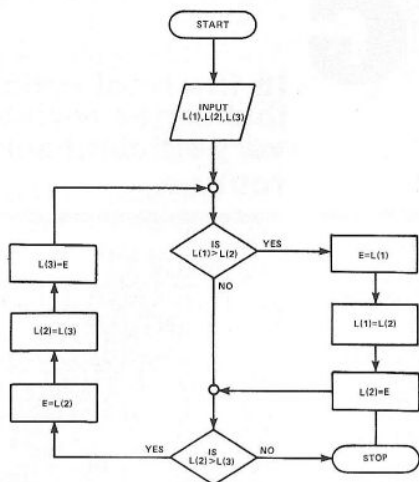 START
INPUT
L(1),L(2),L(3)
IS
L(1)>L(2)
YES
NO
E=L(1)
L(1)=L(2)
L(2)=E
L(3)=E
L(2)=L(3)
E=L(2)
YES
IS
L(2)>L(3)
NO
STOP